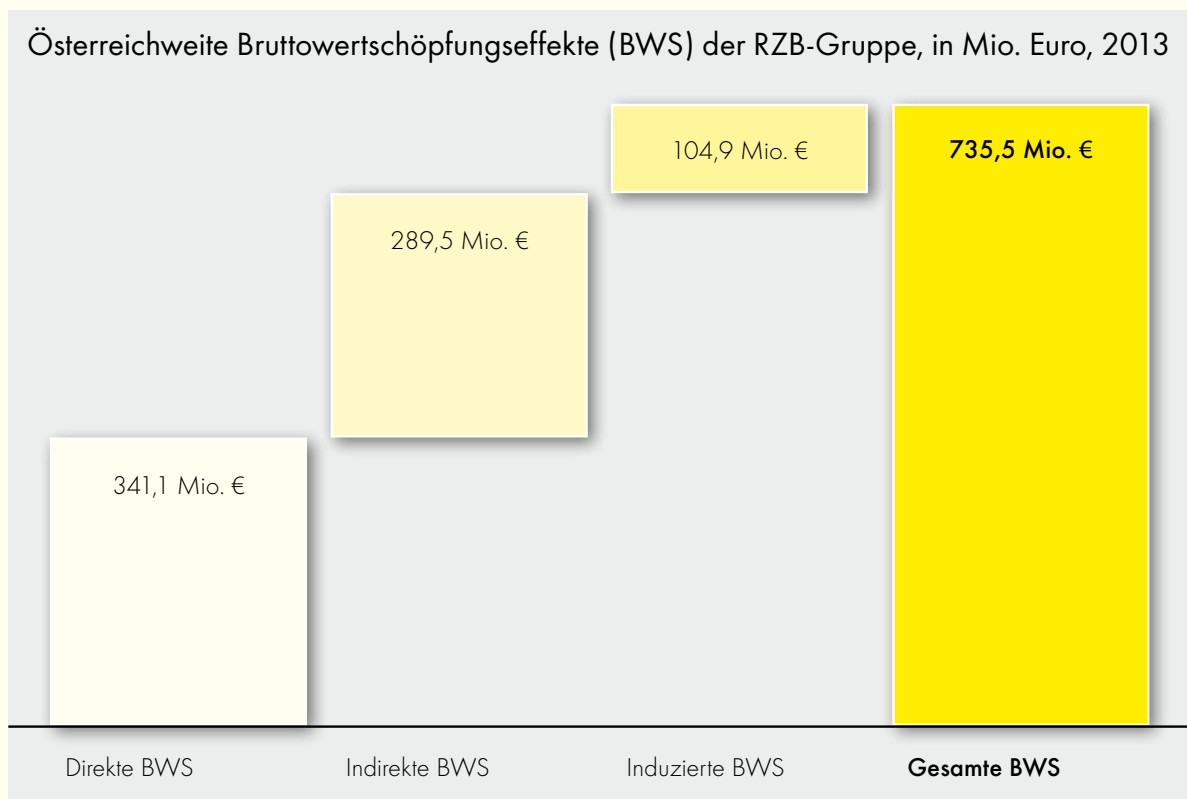 Österreichweite Bruttowertschöpfungseffekte (BWS) der RZB-Gruppe, in Mio. Euro, 2013
104,9 Mio. €
735,5 Mio. €
289,5 Mio. €
341,1 Mio. €
Direkte BWS
Indirekte BWS
Induzierte BWS
Gesamte BWS